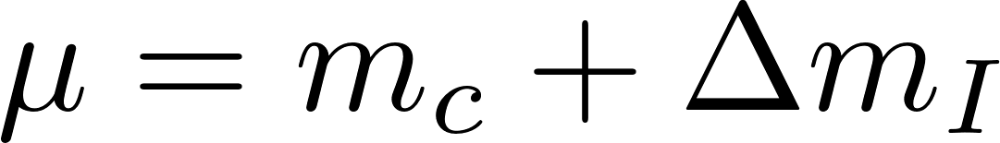 μ = m_c + Δm_I